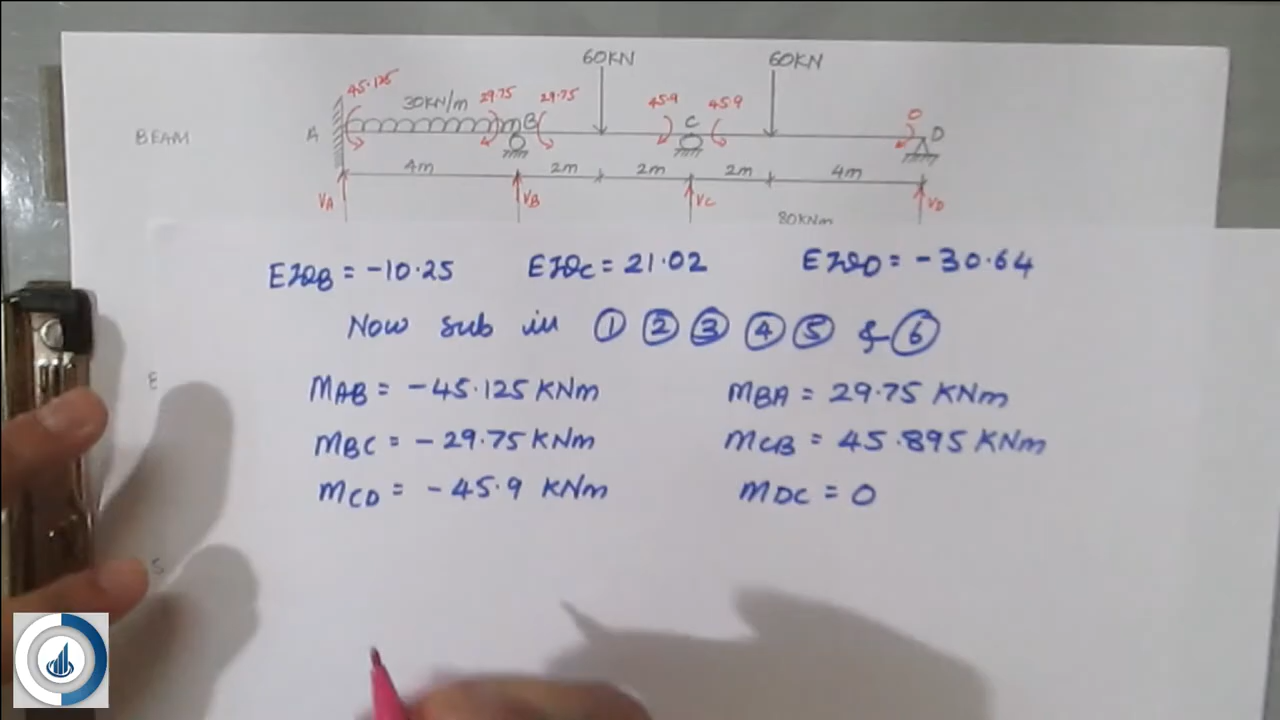 60KN 60KN
45.125 30KN/m 29.75 29.75 45.9 45.9 0
BEAM A B C D
4m 2m 2m 2m 4m
VA VB VC VD
80KNm
EIθB = -10.25 EIθC = 21.02 EIθD = -30.64
Now sub in ① ② ③ ④ ⑤ & ⑥
MAB = -45.125 KNm MBA = 29.75 KNm
MBC = -29.75 KNm MCB = 45.895 KNm
MCD = -45.9 KNm MDC = 0
E
S